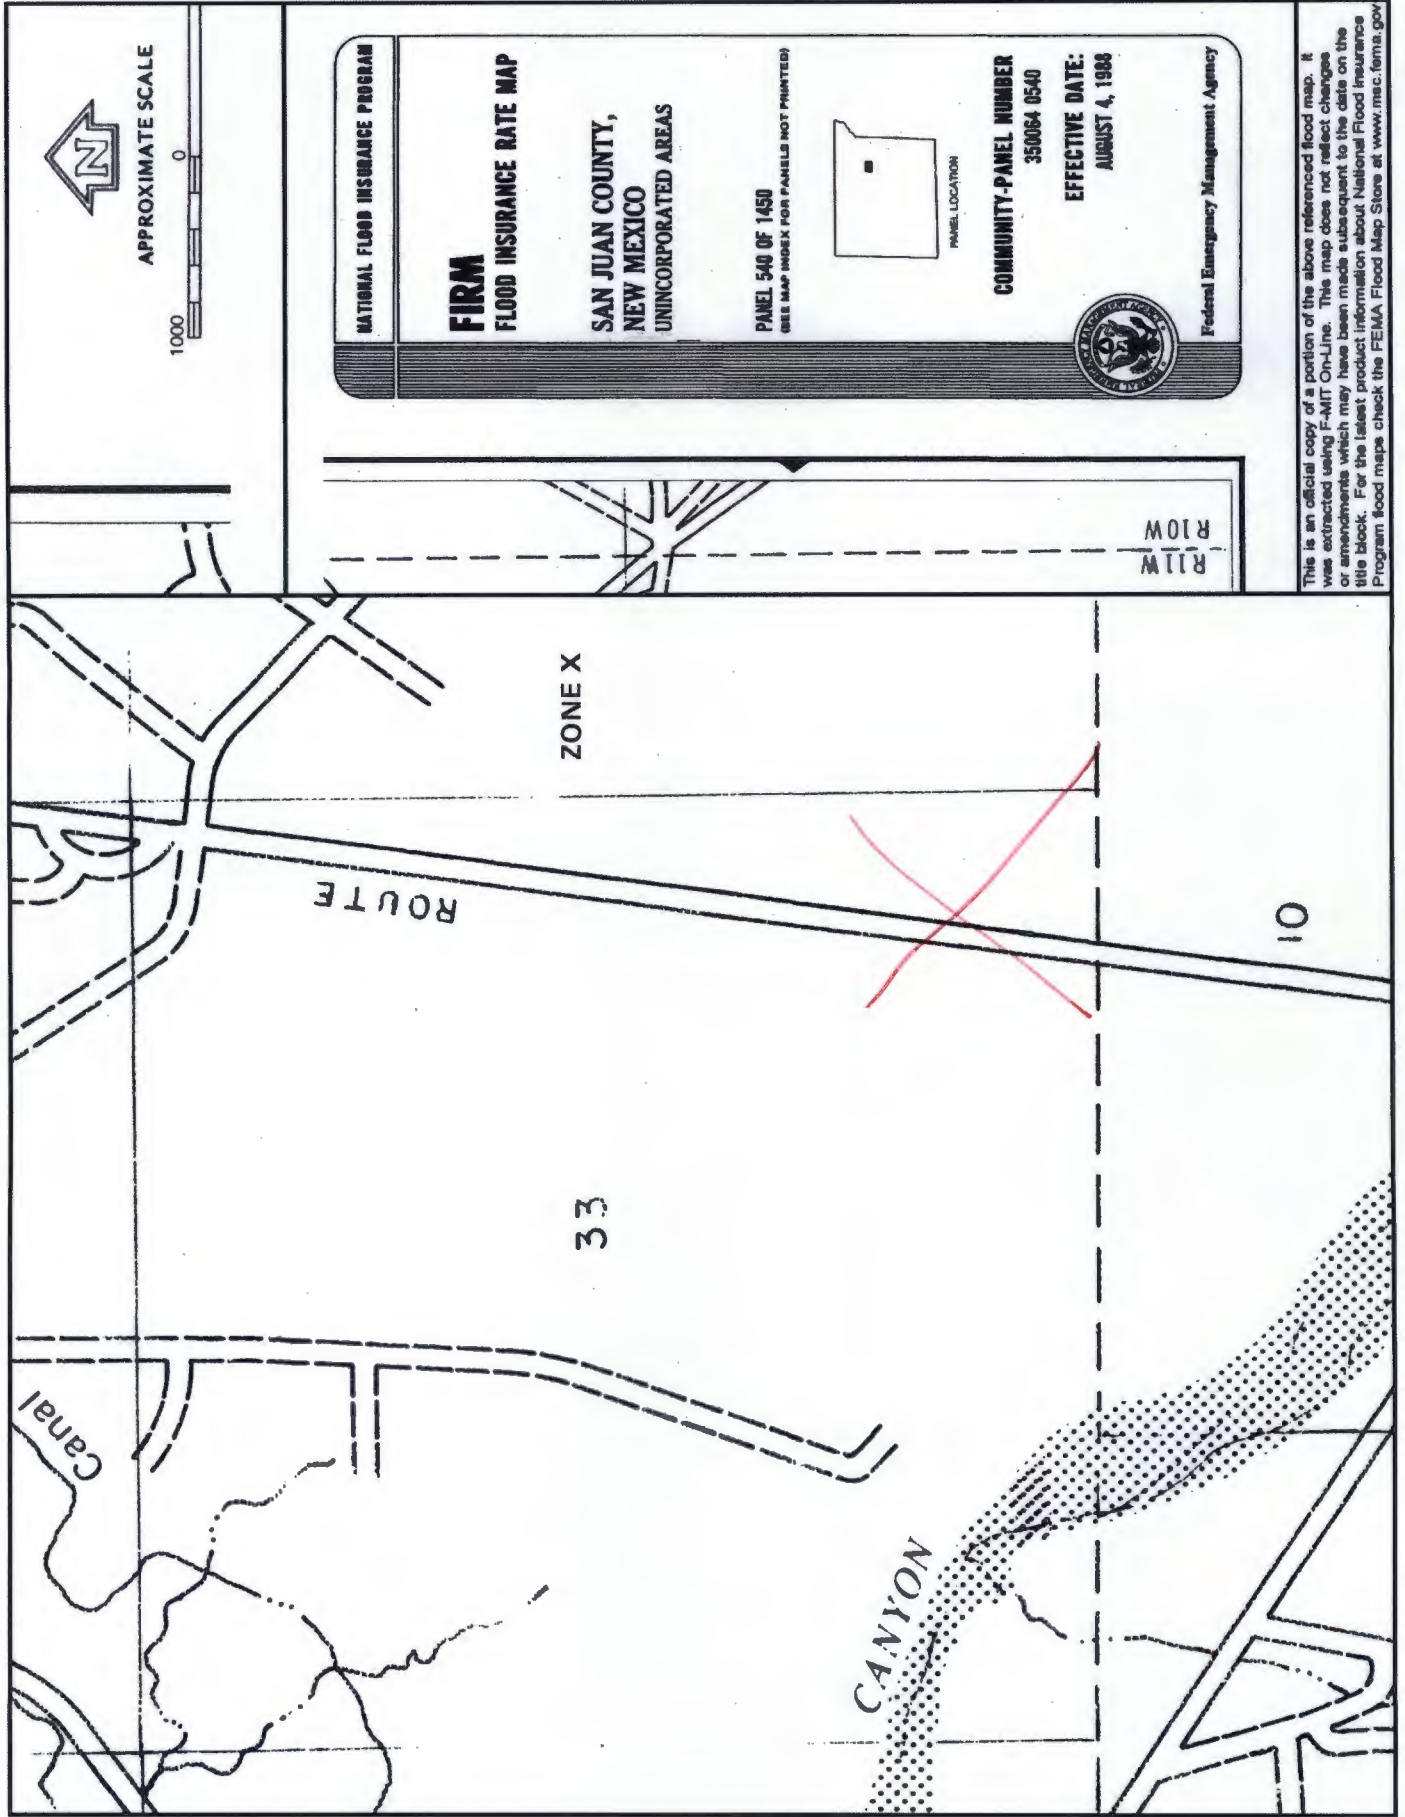 N
APPROXIMATE SCALE
1000 0
NATIONAL FLOOD INSURANCE PROGRAM
FIRM
FLOOD INSURANCE RATE MAP
SAN JUAN COUNTY,
NEW MEXICO
UNINCORPORATED AREAS
PANEL 540 OF 1450
(SEE MAP INDEX FOR PANELS NOT PRINTED)
PANEL LOCATION
COMMUNITY-PANEL NUMBER
350064 0540
EFFECTIVE DATE:
AUGUST 4, 1988
Federal Emergency Management Agency
R10W
R11W
This is an official copy of a portion of the above referenced flood map. It
was extracted using F-MIT On-Line. This map does not reflect changes
or amendments which may have been made subsequent to the date on the
title block. For the latest product information about National Flood Insurance
Program flood maps check the FEMA Flood Map Store at www.msc.fema.gov
ZONE X
ROUTE
10
33
Canal
CANYON